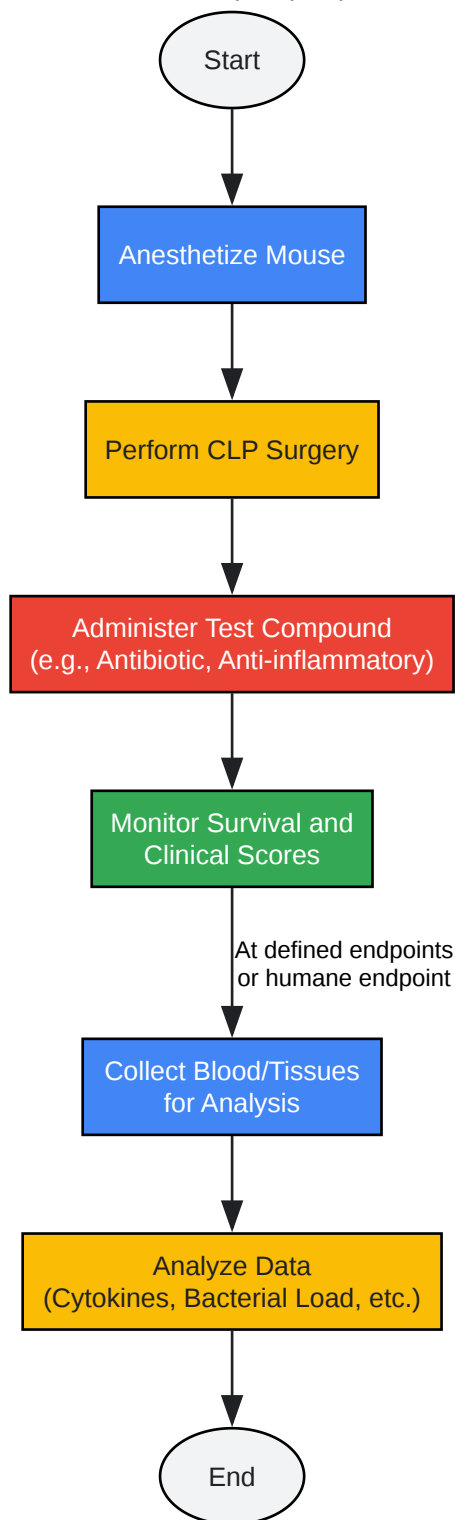 Start
Anesthetize Mouse
Perform CLP Surgery
Administer Test Compound
(e.g., Antibiotic, Anti-inflammatory)
Monitor Survival and
Clinical Scores
At defined endpoints
or humane endpoint
Collect Blood/Tissues
for Analysis
Analyze Data
(Cytokines, Bacterial Load, etc.)
End